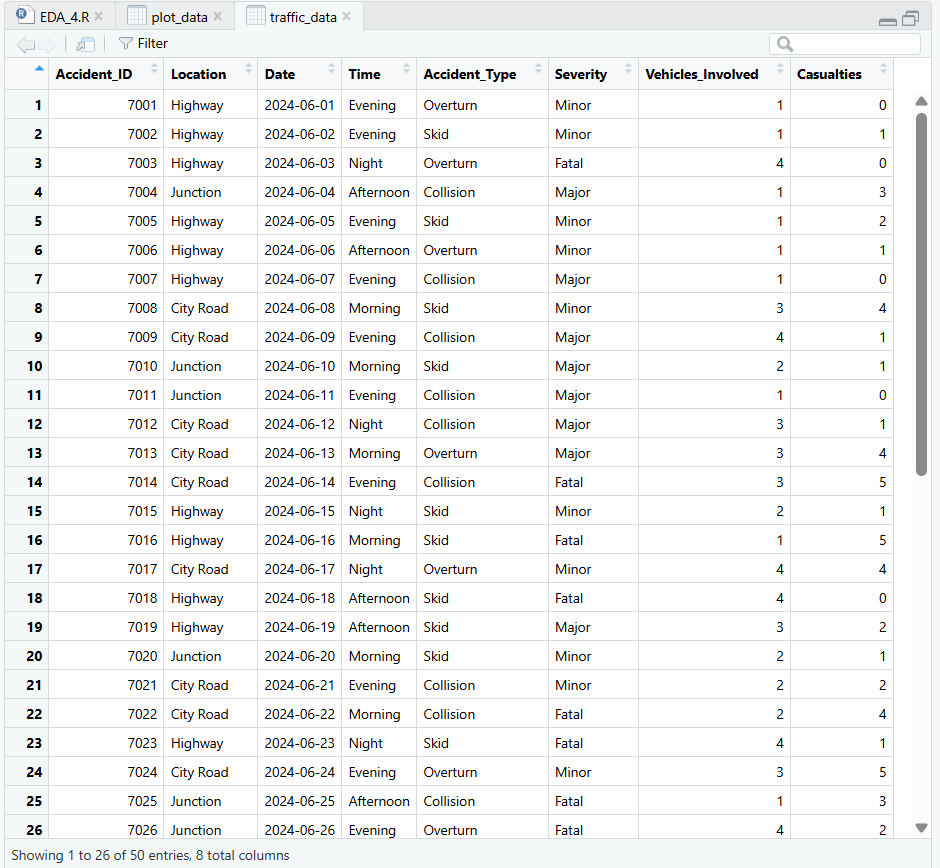 EDA_4.R plot_data traffic_data
Filter
Accident_ID Location Date Time Accident_Type Severity Vehicles_Involved Casualties
1 7001 Highway 2024-06-01 Evening Overturn Minor 1 0
2 7002 Highway 2024-06-02 Evening Skid Minor 1 1
3 7003 Highway 2024-06-03 Night Overturn Fatal 4 0
4 7004 Junction 2024-06-04 Afternoon Collision Major 1 3
5 7005 Highway 2024-06-05 Evening Skid Minor 1 2
6 7006 Highway 2024-06-06 Afternoon Overturn Minor 1 1
7 7007 Highway 2024-06-07 Evening Collision Major 1 0
8 7008 City Road 2024-06-08 Morning Skid Minor 3 4
9 7009 City Road 2024-06-09 Evening Collision Major 4 1
10 7010 Junction 2024-06-10 Morning Skid Major 2 1
11 7011 Junction 2024-06-11 Evening Collision Major 1 0
12 7012 City Road 2024-06-12 Night Collision Major 3 1
13 7013 City Road 2024-06-13 Morning Overturn Major 3 4
14 7014 City Road 2024-06-14 Evening Collision Fatal 3 5
15 7015 Highway 2024-06-15 Night Skid Minor 2 1
16 7016 Highway 2024-06-16 Morning Skid Fatal 1 5
17 7017 City Road 2024-06-17 Night Overturn Minor 4 4
18 7018 Highway 2024-06-18 Afternoon Skid Fatal 4 0
19 7019 Highway 2024-06-19 Afternoon Skid Major 3 2
20 7020 Junction 2024-06-20 Morning Skid Minor 2 1
21 7021 City Road 2024-06-21 Evening Collision Minor 2 2
22 7022 City Road 2024-06-22 Morning Collision Fatal 2 4
23 7023 Highway 2024-06-23 Night Skid Fatal 4 1
24 7024 City Road 2024-06-24 Evening Overturn Minor 3 5
25 7025 Junction 2024-06-25 Afternoon Collision Fatal 1 3
26 7026 Junction 2024-06-26 Evening Overturn Fatal 4 2
Showing 1 to 26 of 50 entries, 8 total columns